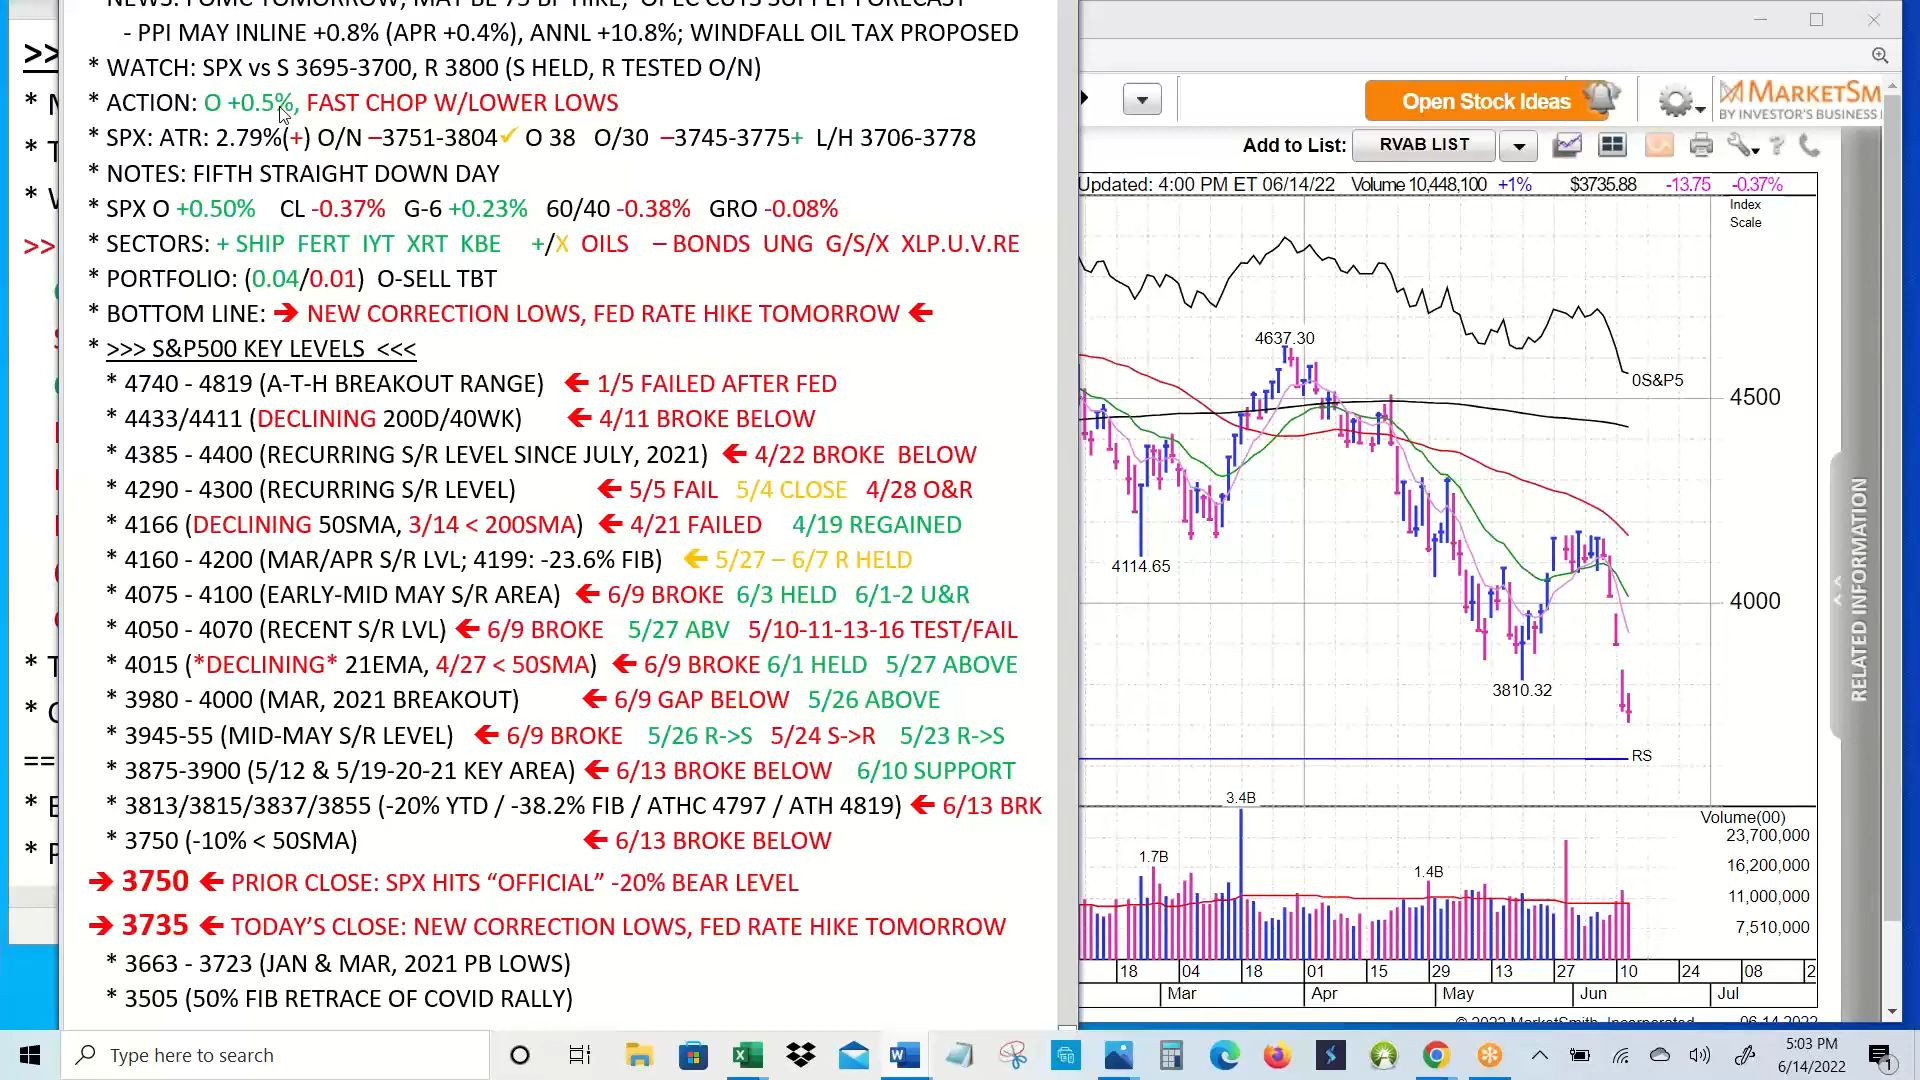 NEWS: FOMC TOMORROW, MAY BE 75 BP HIKE, OPEC CUTS SUPPLY FORECAST
- PPI MAY INLINE +0.8% (APR +0.4%), ANNL +10.8%; WINDFALL OIL TAX PROPOSED
* WATCH: SPX vs S 3695-3700, R 3800 (S HELD, R TESTED O/N)
* ACTION: O +0.5%, FAST CHOP W/LOWER LOWS
* SPX: ATR: 2.79%(+) O/N –3751-3804✓ O 38 O/30 –3745-3775+ L/H 3706-3778
* NOTES: FIFTH STRAIGHT DOWN DAY
* SPX O +0.50% CL -0.37% G-6 +0.23% 60/40 -0.38% GRO -0.08%
* SECTORS: + SHIP FERT IYT XRT KBE +/X OILS – BONDS UNG G/S/X XLP.U.V.RE
* PORTFOLIO: (0.04/0.01) O-SELL TBT
* BOTTOM LINE: ➔ NEW CORRECTION LOWS, FED RATE HIKE TOMORROW 🡸
* >>> S&P500 KEY LEVELS <<<
* 4740 - 4819 (A-T-H BREAKOUT RANGE) 🡸 1/5 FAILED AFTER FED
* 4433/4411 (DECLINING 200D/40WK) 🡸 4/11 BROKE BELOW
* 4385 - 4400 (RECURRING S/R LEVEL SINCE JULY, 2021) 🡸 4/22 BROKE BELOW
* 4290 - 4300 (RECURRING S/R LEVEL) 🡸 5/5 FAIL 5/4 CLOSE 4/28 O&R
* 4166 (DECLINING 50SMA, 3/14 < 200SMA) 🡸 4/21 FAILED 4/19 REGAINED
* 4160 - 4200 (MAR/APR S/R LVL; 4199: -23.6% FIB) 🡸 5/27 – 6/7 R HELD
* 4075 - 4100 (EARLY-MID MAY S/R AREA) 🡸 6/9 BROKE 6/3 HELD 6/1-2 U&R
* 4050 - 4070 (RECENT S/R LVL) 🡸 6/9 BROKE 5/27 ABV 5/10-11-13-16 TEST/FAIL
* 4015 (*DECLINING* 21EMA, 4/27 < 50SMA) 🡸 6/9 BROKE 6/1 HELD 5/27 ABOVE
* 3980 - 4000 (MAR, 2021 BREAKOUT) 🡸 6/9 GAP BELOW 5/26 ABOVE
* 3945-55 (MID-MAY S/R LEVEL) 🡸 6/9 BROKE 5/26 R->S 5/24 S->R 5/23 R->S
* 3875-3900 (5/12 & 5/19-20-21 KEY AREA) 🡸 6/13 BROKE BELOW 6/10 SUPPORT
* 3813/3815/3837/3855 (-20% YTD / -38.2% FIB / ATHC 4797 / ATH 4819) 🡸 6/13 BRK
* 3750 (-10% < 50SMA) 🡸 6/13 BROKE BELOW
➔ 3750 🡸 PRIOR CLOSE: SPX HITS “OFFICIAL” -20% BEAR LEVEL
➔ 3735 🡸 TODAY’S CLOSE: NEW CORRECTION LOWS, FED RATE HIKE TOMORROW
* 3663 - 3723 (JAN & MAR, 2021 PB LOWS)
* 3505 (50% FIB RETRACE OF COVID RALLY)
Open Stock Ideas
MARKETSM
BY INVESTOR'S BUSINESS
Add to List: RVAB LIST
Updated: 4:00 PM ET 06/14/22 Volume 10,448,100 +1% $3735.88 -13.75 -0.37%
Index
Scale
4637.30
0S&P5
4500
4114.65
4000
3810.32
RS
3.4B
Volume(00)
23,700,000
1.7B
16,200,000
1.4B
11,000,000
7,510,000
18 04 18 01 15 29 13 27 10 24 08 2
Mar Apr May Jun Jul
© 2022 MarketSmith, Incorporated 06-14-2022
RELATED INFORMATION
>>
* T
>>
* T
==
Type here to search
5:03 PM
6/14/2022
1